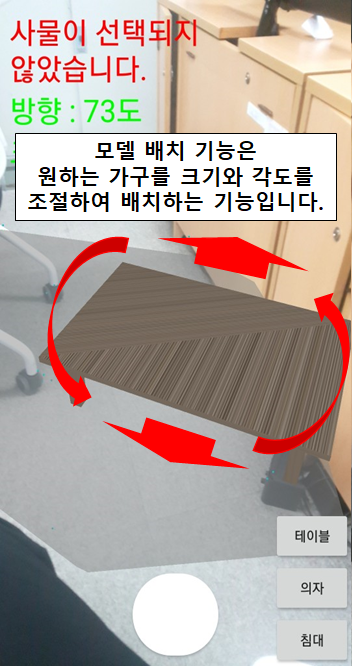 사물이 선택되지
않았습니다.
방향 : 73도
모델 배치 기능은
원하는 가구를 크기와 각도를
조절하여 배치하는 기능입니다.
테이블
의자
침대